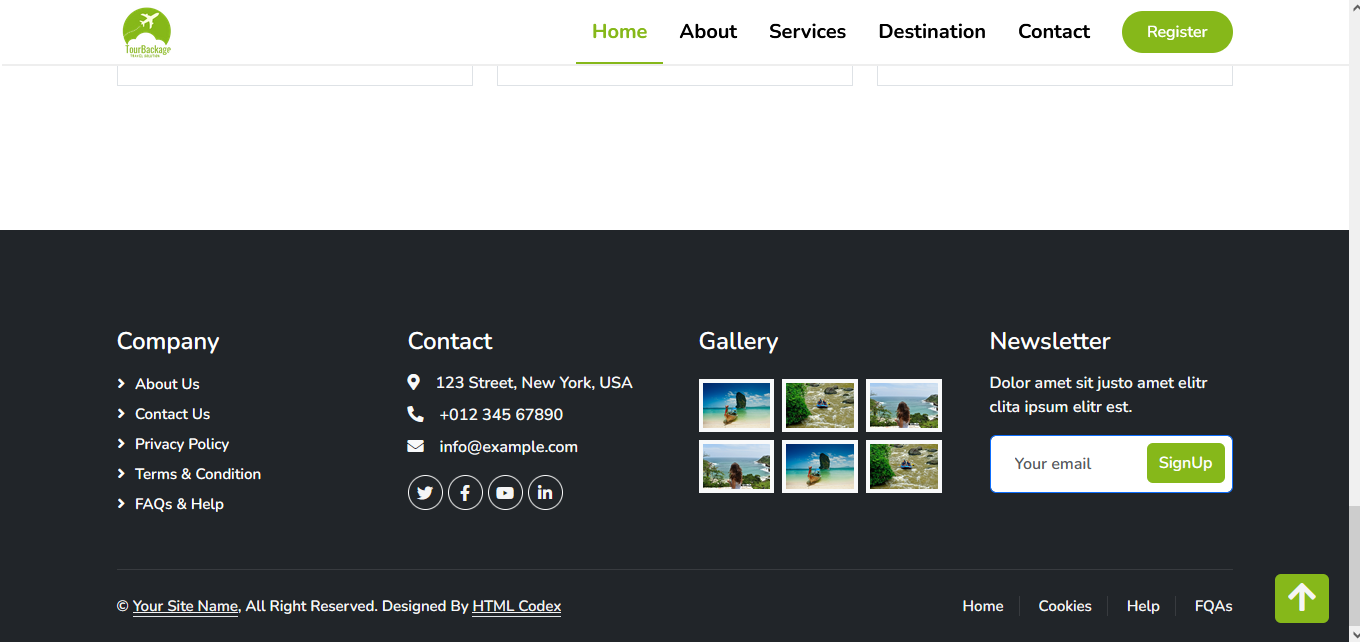 TourBackage
TRAVEL SOLUTION
Home
About
Services
Destination
Contact
Register
Company
About Us
Contact Us
Privacy Policy
Terms & Condition
FAQs & Help
Contact
123 Street, New York, USA
+012 345 67890
info@example.com
Gallery
Newsletter
Dolor amet sit justo amet elitr
clita ipsum elitr est.
Your email
SignUp
© Your Site Name, All Right Reserved. Designed By HTML Codex
Home
Cookies
Help
FQAs